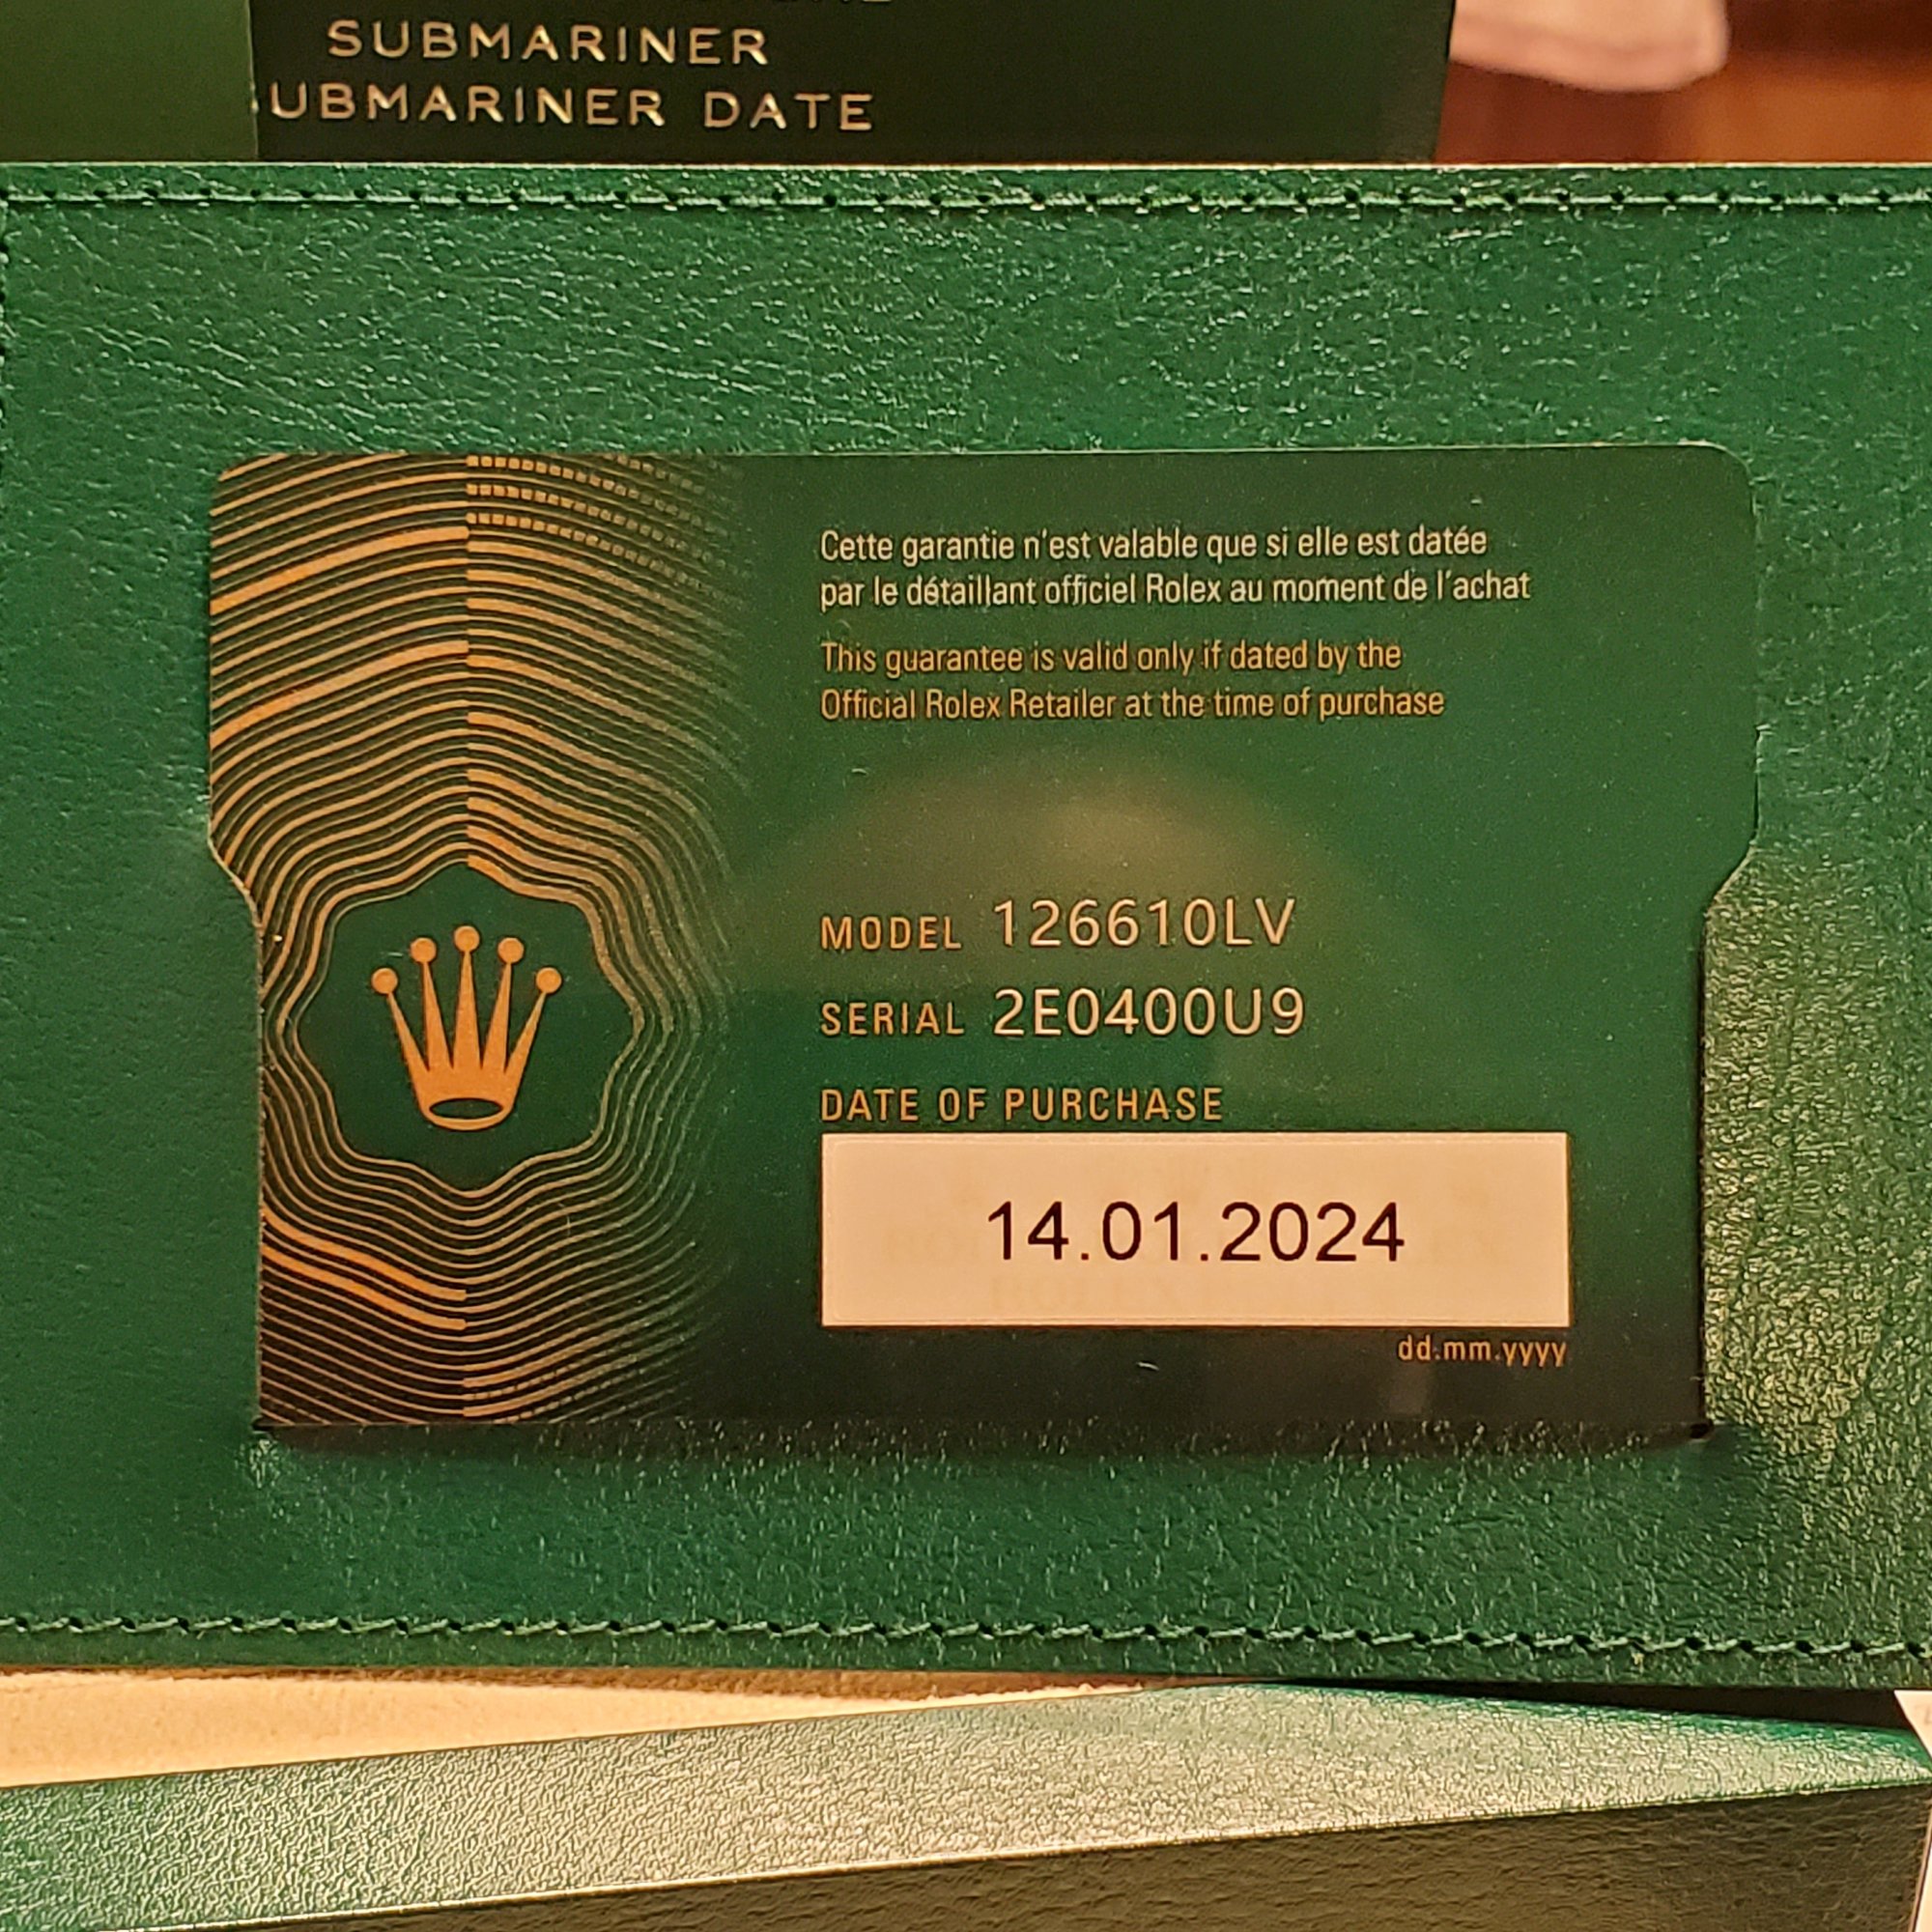 SUBMARINER
UBMARINER DATE
Cette garantie n'est valable que si elle est datée
par le détaillant officiel Rolex au moment de l'achat
This guarantee is valid only if dated by the
Official Rolex Retailer at the time of purchase
MODEL 126610LV
SERIAL 2E0400U9
DATE OF PURCHASE
14.01.2024
dd.mm.yyyy